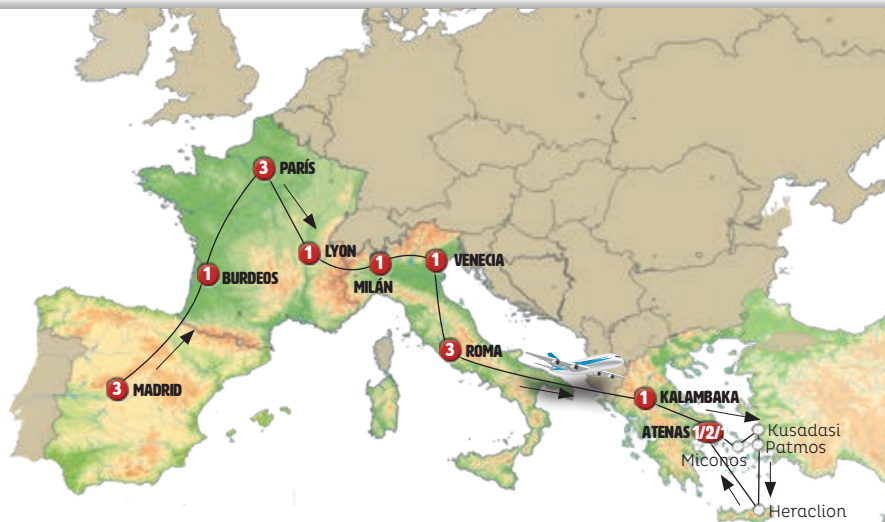 3 PARÍS
1 LYON
1 MILÁN
1 VENECIA
1 BURDEOS
3 ROMA
3 MADRID
1 KALAMBAKA
ATENAS 1/2/
Kusadasi
Patmos
Miconos
Heraclion